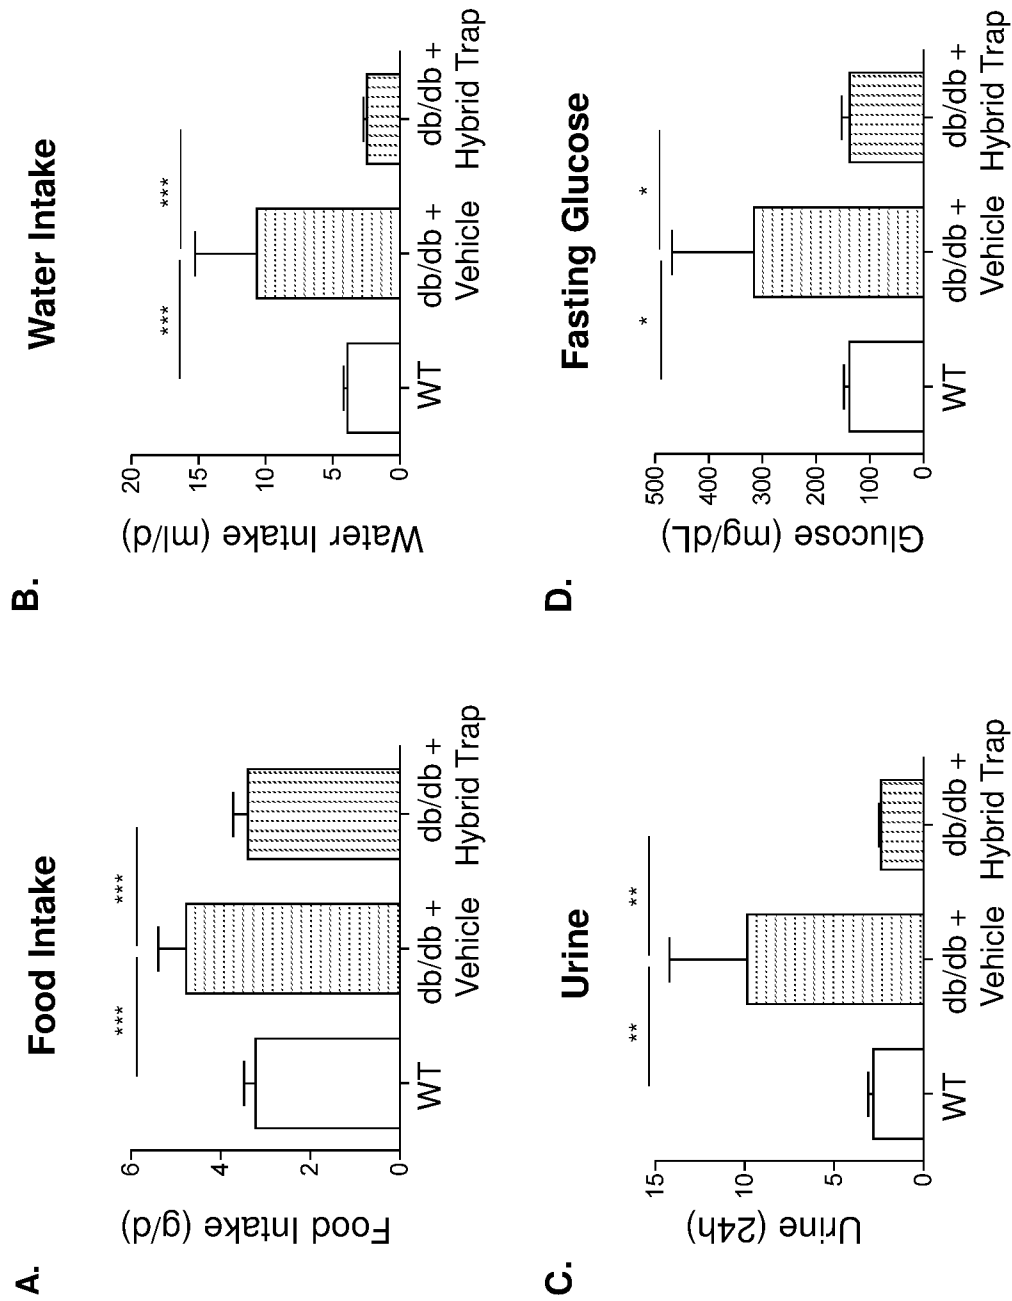 A.
Food Intake
Food Intake (g/d)
6
4
2
0
***
***
WT
db/db +
Vehicle
db/db +
Hybrid Trap
B.
Water Intake
Water Intake (ml/d)
20
15
10
5
0
***
***
WT
db/db +
Vehicle
db/db +
Hybrid Trap
C.
Urine
Urine (24h)
15
10
5
0
**
**
WT
db/db +
Vehicle
db/db +
Hybrid Trap
D.
Fasting Glucose
Glucose (mg/dL)
500
400
300
200
100
0
*
*
WT
db/db +
Vehicle
db/db +
Hybrid Trap